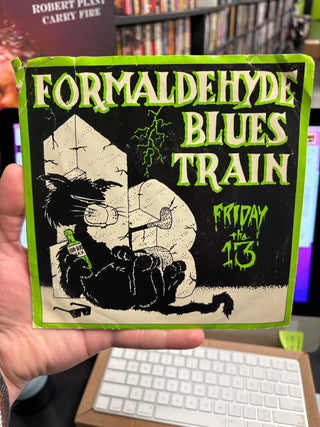 ROBERT PLANT
CARRY FIRE
FORMALDEHYDE
BLUES
TRAIN
FRIDAY
the
13